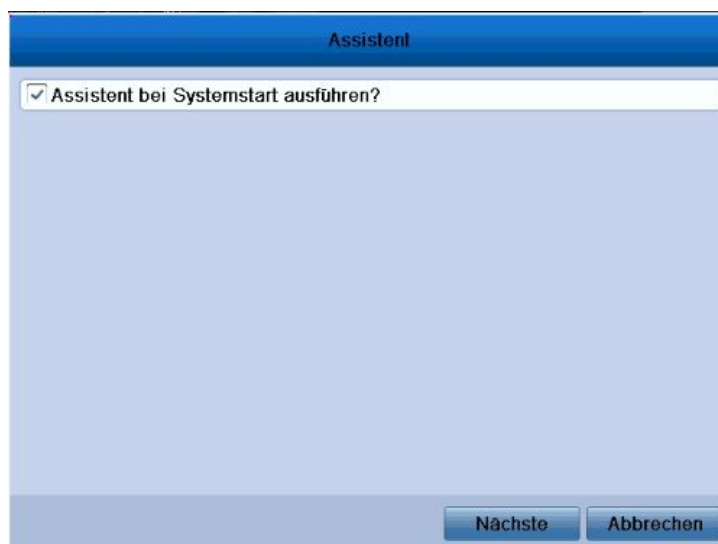 Assistent
Assistent bei Systemstart ausführen?
Nächste
Abbrechen